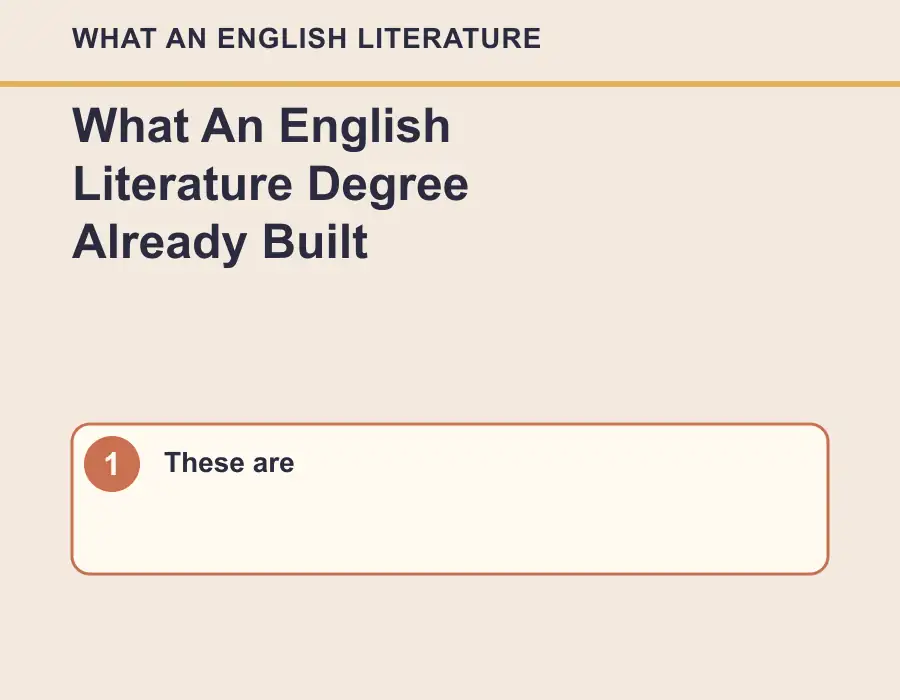 WHAT AN ENGLISH LITERATURE
What An English
Literature Degree
Already Built
1 These are